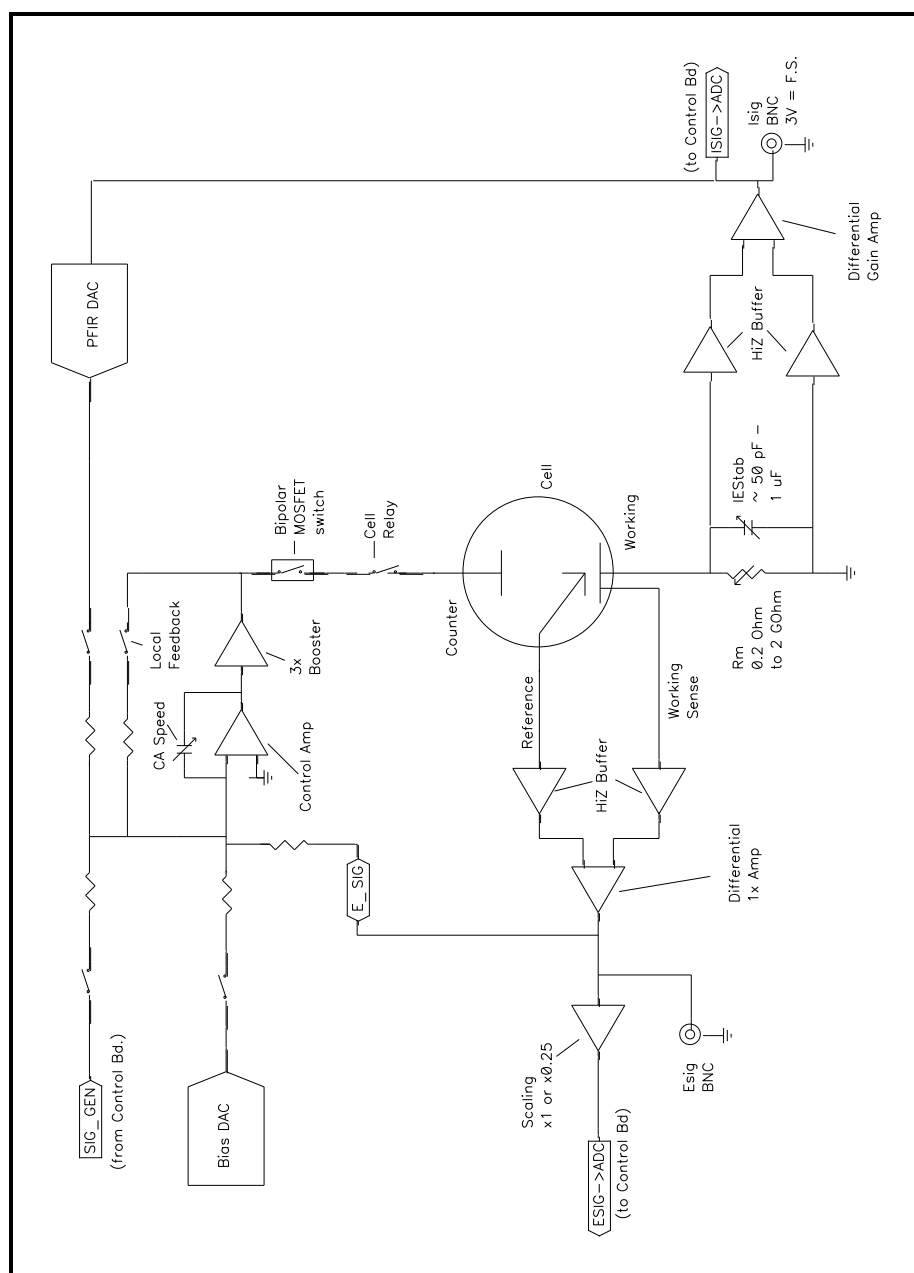 SIG_GEN
(from Control Bd.)
Bias DAC
PFIR DAC
CA Speed
Control Amp
3x
Booster
Local
Feedback
Bipolar
MOSFET
switch
Cell
Relay
E_SIG
Counter
Cell
Reference
Working
Working
Sense
HiZ Buffer
Differential
1x Amp
Scaling
x1 or x0.25
ESIG->ADC
(to Control Bd)
Esig
BNC
Rm
0.2 Ohm
to 2 GOhm
IEStab
~ 50 pF -
1 uF
HiZ Buffer
Differential
Gain Amp
(to Control Bd)
ISIG->ADC
Isig
BNC
3V = F.S.